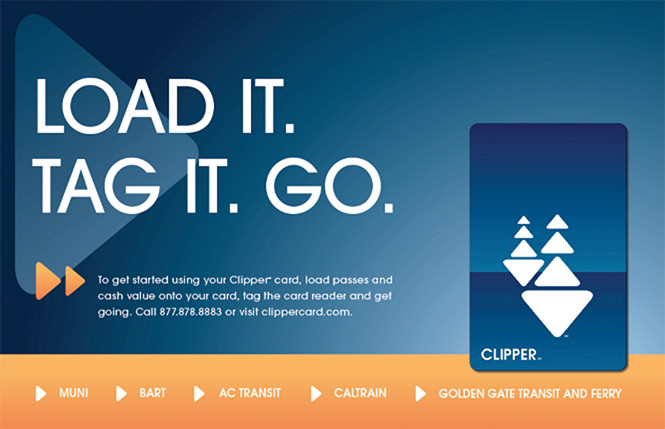 LOAD IT.
TAG IT. GO.
To get started using your Clipper® card, load passes and
cash value onto your card, tag the card reader and get
going. Call 877.878.8883 or visit clippercard.com.
CLIPPER
MUNI BART AC TRANSIT CALTRAIN GOLDEN GATE TRANSIT AND FERRY